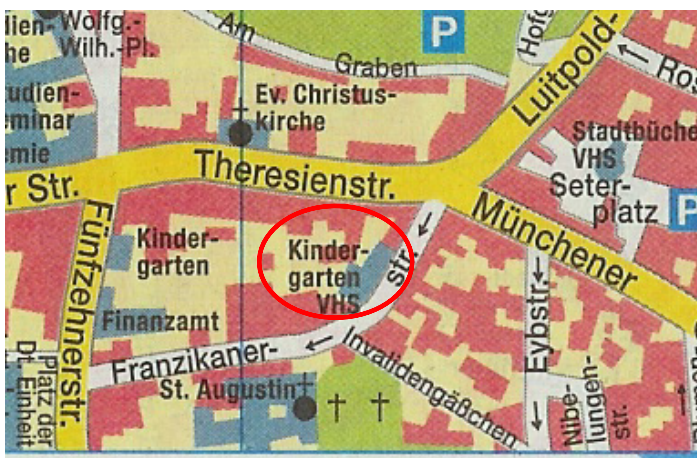 Wolfg.-
Wilh.-Pl.
Am
Graben
P
Hofg
Luitpold-
Ros
udien-
minar
emie
Ev. Christus-
kirche
Stadtbüche
VHS
Seter-
platz
P
r Str.
Theresienstr.
Münchener
Fünfzehnerstr.
Kinder-
garten
Kinder-
garten
VHS
str.
Finanzamt
Eybstr.
Franzikaner-
Invalidengäßchen
St. Augustin
Platz der
Dt. Einheit
Nibe-
lungen-
str.